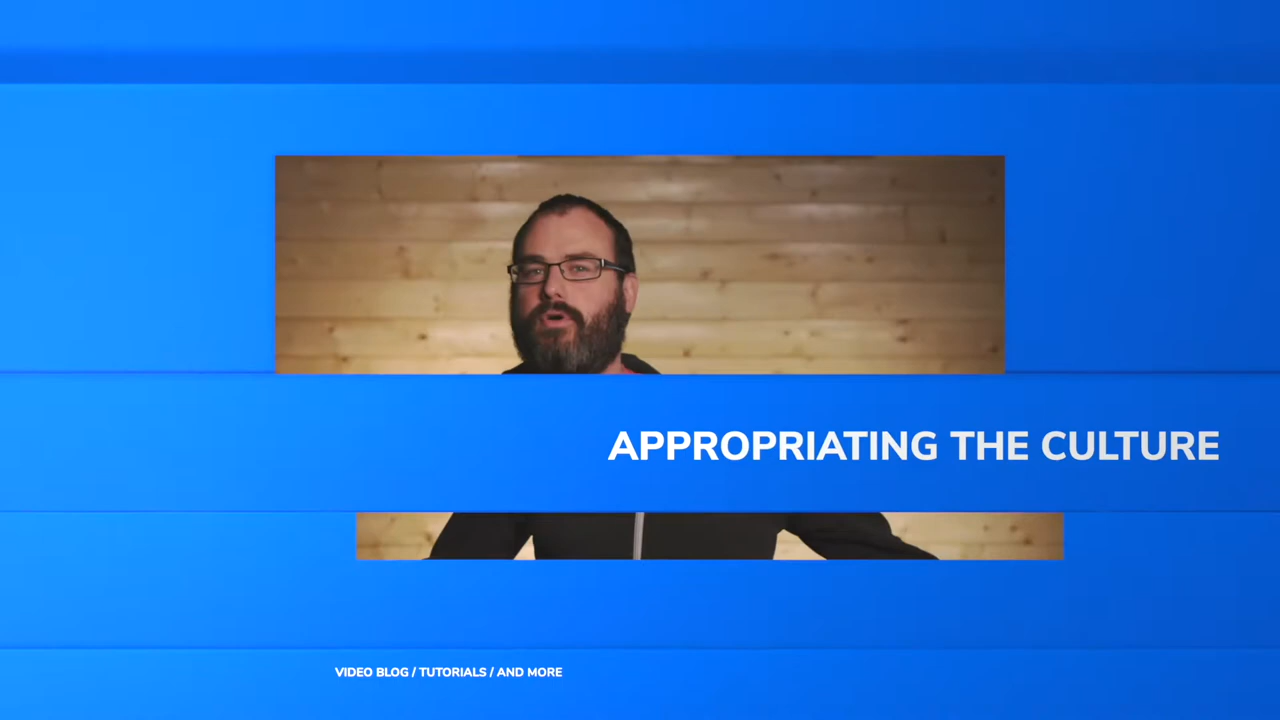 APPROPRIATING THE CULTURE
VIDEO BLOG / TUTORIALS / AND MORE